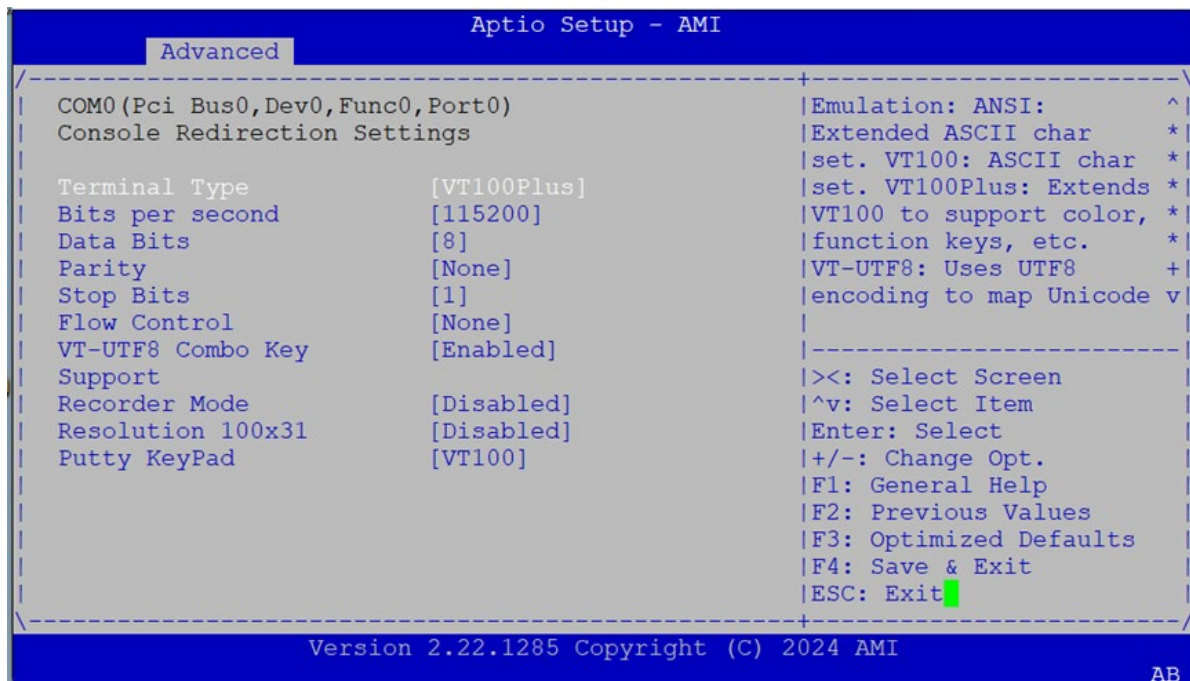 Aptio Setup - AMI
Advanced
COM0(Pci Bus0,Dev0,Func0,Port0)
Console Redirection Settings
Terminal Type [VT100Plus]
Bits per second [115200]
Data Bits [8]
Parity [None]
Stop Bits [1]
Flow Control [None]
VT-UTF8 Combo Key [Enabled]
Support
Recorder Mode [Disabled]
Resolution 100x31 [Disabled]
Putty KeyPad [VT100]
Emulation: ANSI: ^
Extended ASCII char *
set. VT100: ASCII char *
set. VT100Plus: Extends *
VT100 to support color, *
function keys, etc. *
VT-UTF8: Uses UTF8 +
encoding to map Unicode v
><: Select Screen
^v: Select Item
Enter: Select
+/-: Change Opt.
F1: General Help
F2: Previous Values
F3: Optimized Defaults
F4: Save & Exit
ESC: Exit
Version 2.22.1285 Copyright (C) 2024 AMI
AB